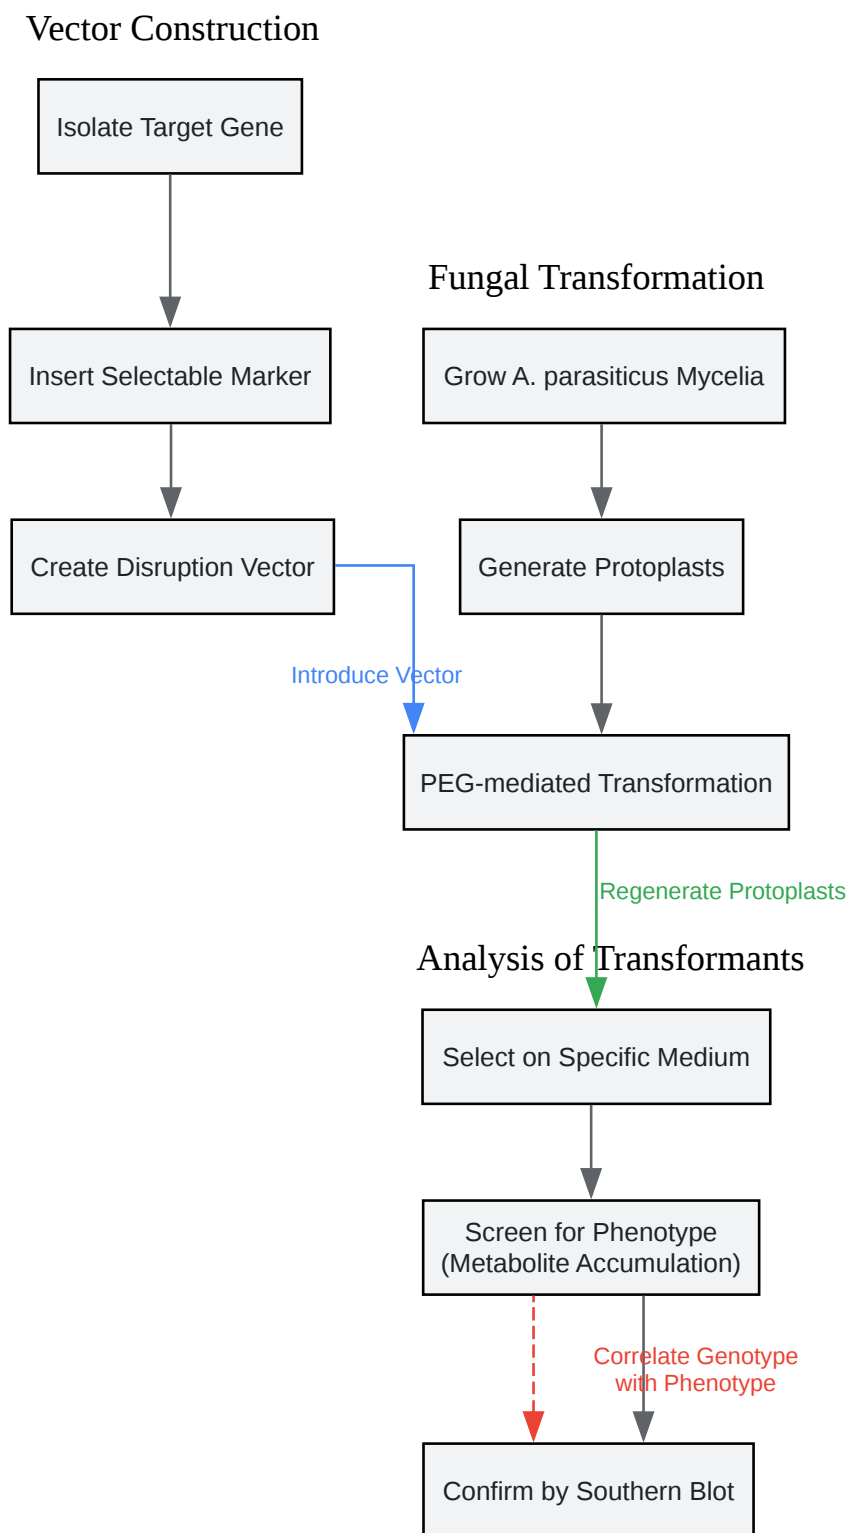 Vector Construction
Isolate Target Gene
Fungal Transformation
Insert Selectable Marker
Grow A. parasiticus Mycelia
Create Disruption Vector
Generate Protoplasts
Introduce Vector
PEG-mediated Transformation
Regenerate Protoplasts
Analysis of Transformants
Select on Specific Medium
Screen for Phenotype
(Metabolite Accumulation)
Correlate Genotype
with Phenotype
Confirm by Southern Blot